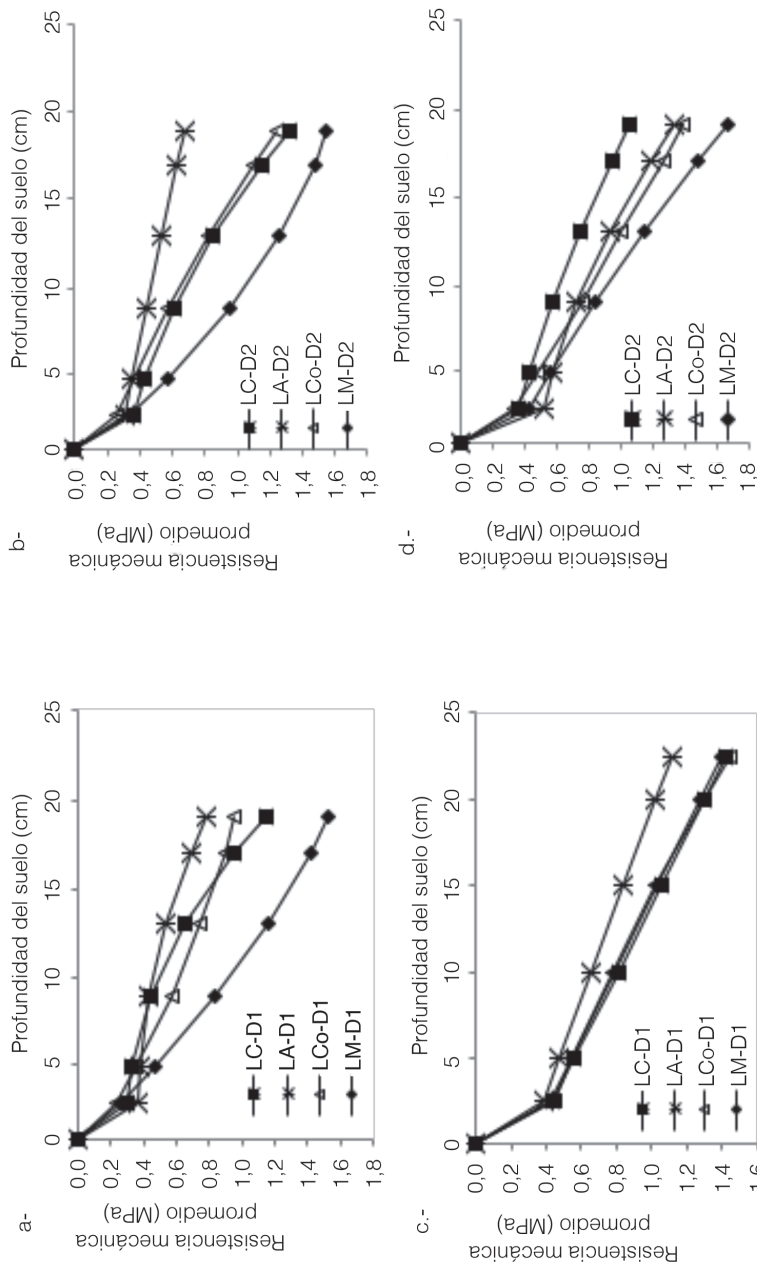 a-
Profundidad del suelo (cm)
0 5 10 15 20 25
Resistencia mecánica
promedio (MPa)
0,0
0,2
0,4
0,6
0,8
1,0
1,2
1,4
1,6
1,8
LC-D1
LA-D1
LCo-D1
LM-D1
b-
Profundidad del suelo (cm)
0 5 10 15 20 25
Resistencia mecánica
promedio (MPa)
0,0
0,2
0,4
0,6
0,8
1,0
1,2
1,4
1,6
1,8
LC-D2
LA-D2
LCo-D2
LM-D2
c.-
Profundidad del suelo (cm)
0 5 10 15 20 25
Resistencia mecánica
promedio (MPa)
0,0
0,2
0,4
0,6
0,8
1,0
1,2
1,4
1,6
LC-D1
LA-D1
LCo-D1
LM-D1
d.-
Profundidad del suelo (cm)
0 5 10 15 20 25
Resistencia mecánica
promedio (MPa)
0,0
0,2
0,4
0,6
0,8
1,0
1,2
1,4
1,6
1,8
LC-D2
LA-D2
LCo-D2
LM-D2